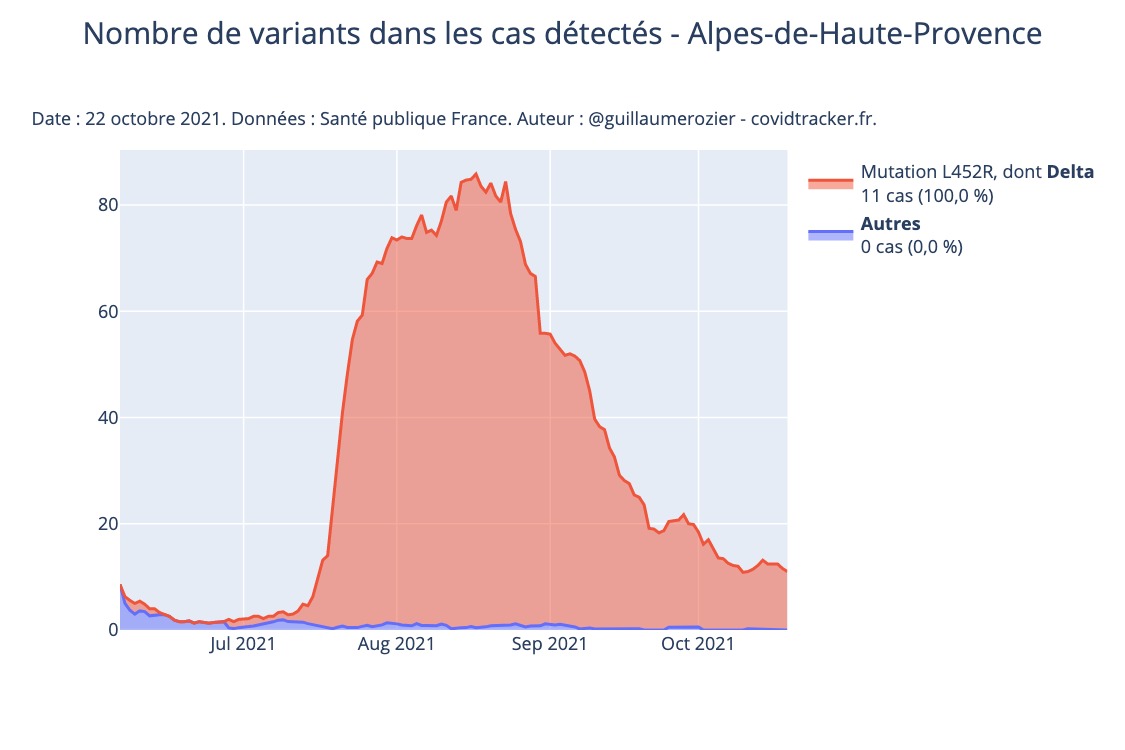 Nombre de variants dans les cas détectés - Alpes-de-Haute-Provence
Date : 22 octobre 2021. Données : Santé publique France. Auteur : @guillaumerozier - covidtracker.fr.
Mutation L452R, dont Delta
11 cas (100,0 %)
Autres
0 cas (0,0 %)
80
60
40
20
0
Jul 2021 Aug 2021 Sep 2021 Oct 2021